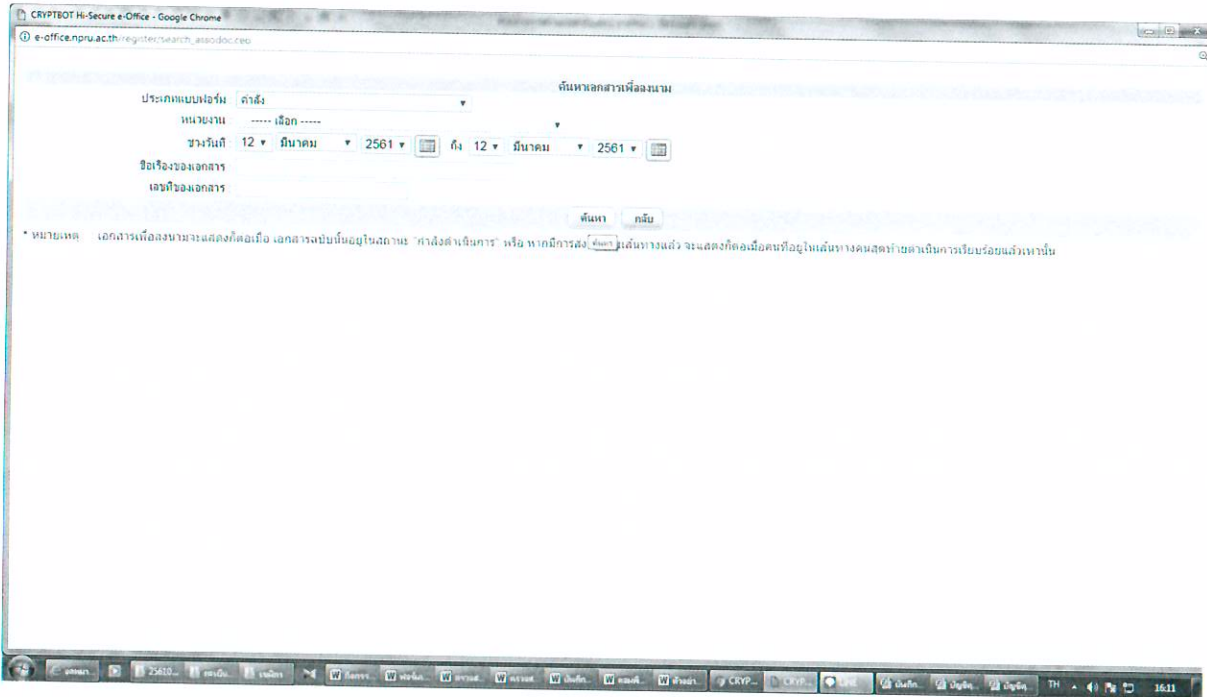 CRYPTBOT Hi-Secure e-Office - Google Chrome
e-office.npru.ac.th/register/search_assodoc.ceo
ค้นหาเอกสารเพื่อลงนาม
ประเภทแบบฟอร์ม คำสั่ง
หน่วยงาน ----- เลือก -----
ช่วงวันที่ 12 มีนาคม 2561 ถึง 12 มีนาคม 2561
ชื่อเรื่องของเอกสาร
เลขที่ของเอกสาร
ค้นหา กลับ
* หมายเหตุ เอกสารเพื่อลงนามจะแสดงก็ต่อเมื่อ เอกสารฉบับนั้นอยู่ในสถานะ "กำลังดำเนินการ" หรือ หากมีการส่ง ค้นหา เส้นทางแล้ว จะแสดงก็ต่อเมื่อคนที่อยู่ในเส้นทางคนสุดท้ายดำเนินการเรียบร้อยแล้วเท่านั้น
25610... CRYP... CRYP... TH 16:11